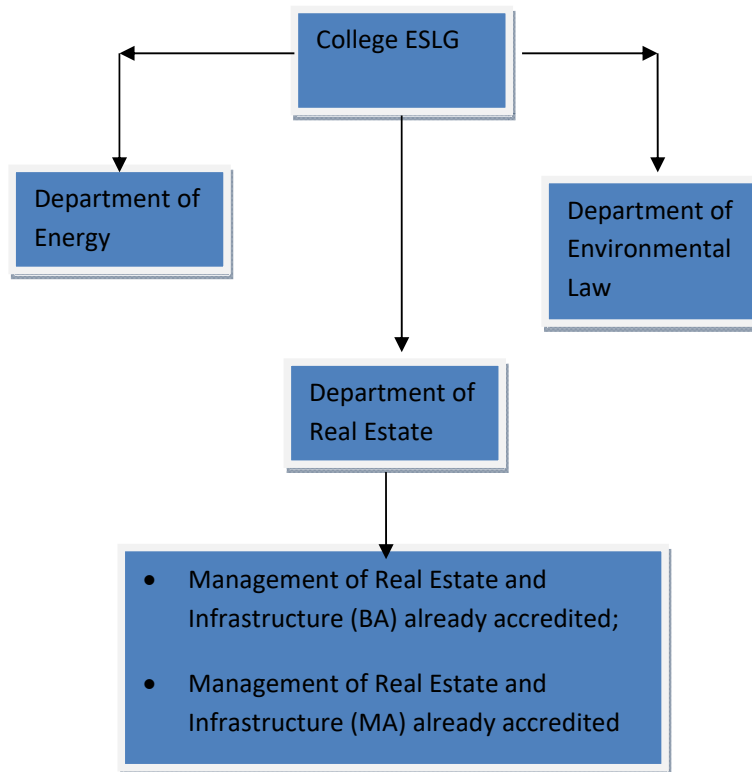 College ESLG
Department of
Energy
Department of
Environmental
Law
Department of
Real Estate
• Management of Real Estate and
Infrastructure (BA) already accredited;
• Management of Real Estate and
Infrastructure (MA) already accredited